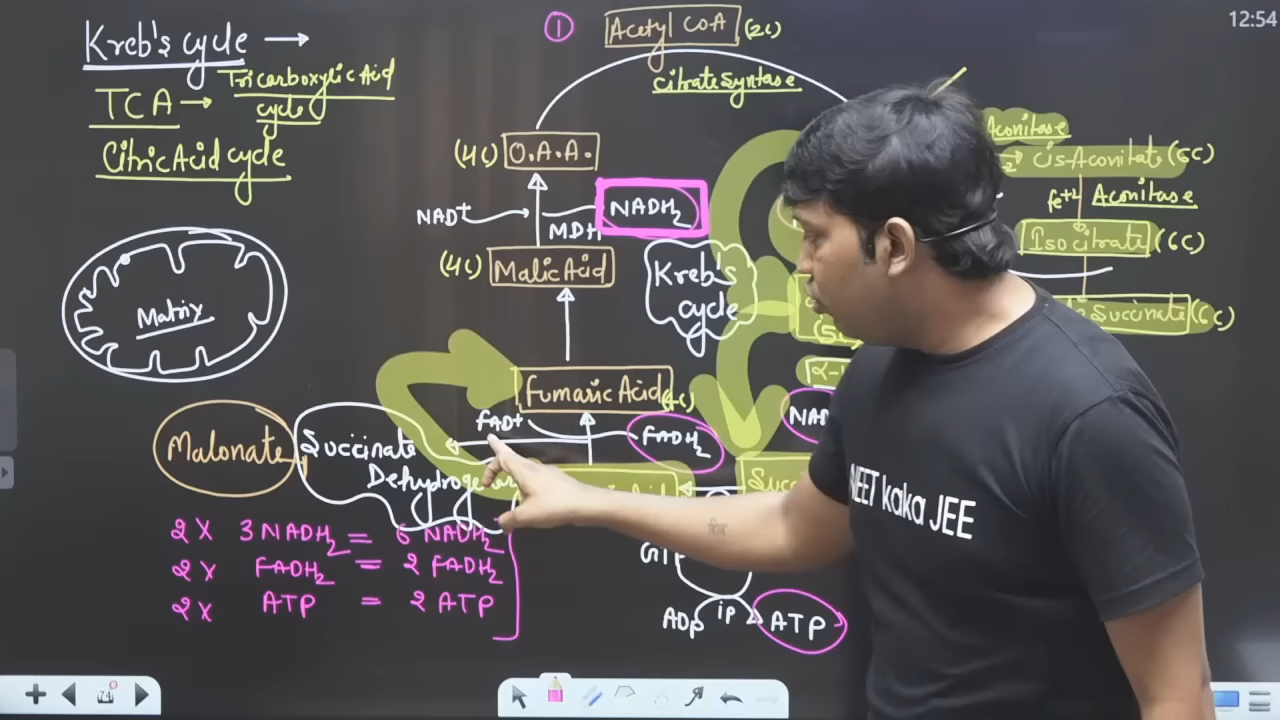 12:54
Kreb's cycle →
TCA → Tricarboxylic Acid cycle
Citric Acid cycle
①
Acetyl COA (2C)
Citrate Syntase
O.A.A. (4C)
NAD+
NADH2
MDH
Malic Acid (4C)
Kreb's
cycle
Matrix
Aconitase
Cis-Aconitate (6C)
fe+2 Aconitase
Isocitrate (6C)
Succinate (6C)
fumaric Acid
FAD+
FADH2
Malonate
Succinate
2 X 3 NADH2 = 6 NADH2
2 X FADH2 = 2 FADH2
2 X ATP = 2 ATP
ADP
iP
ATP
NEET kaka JEE